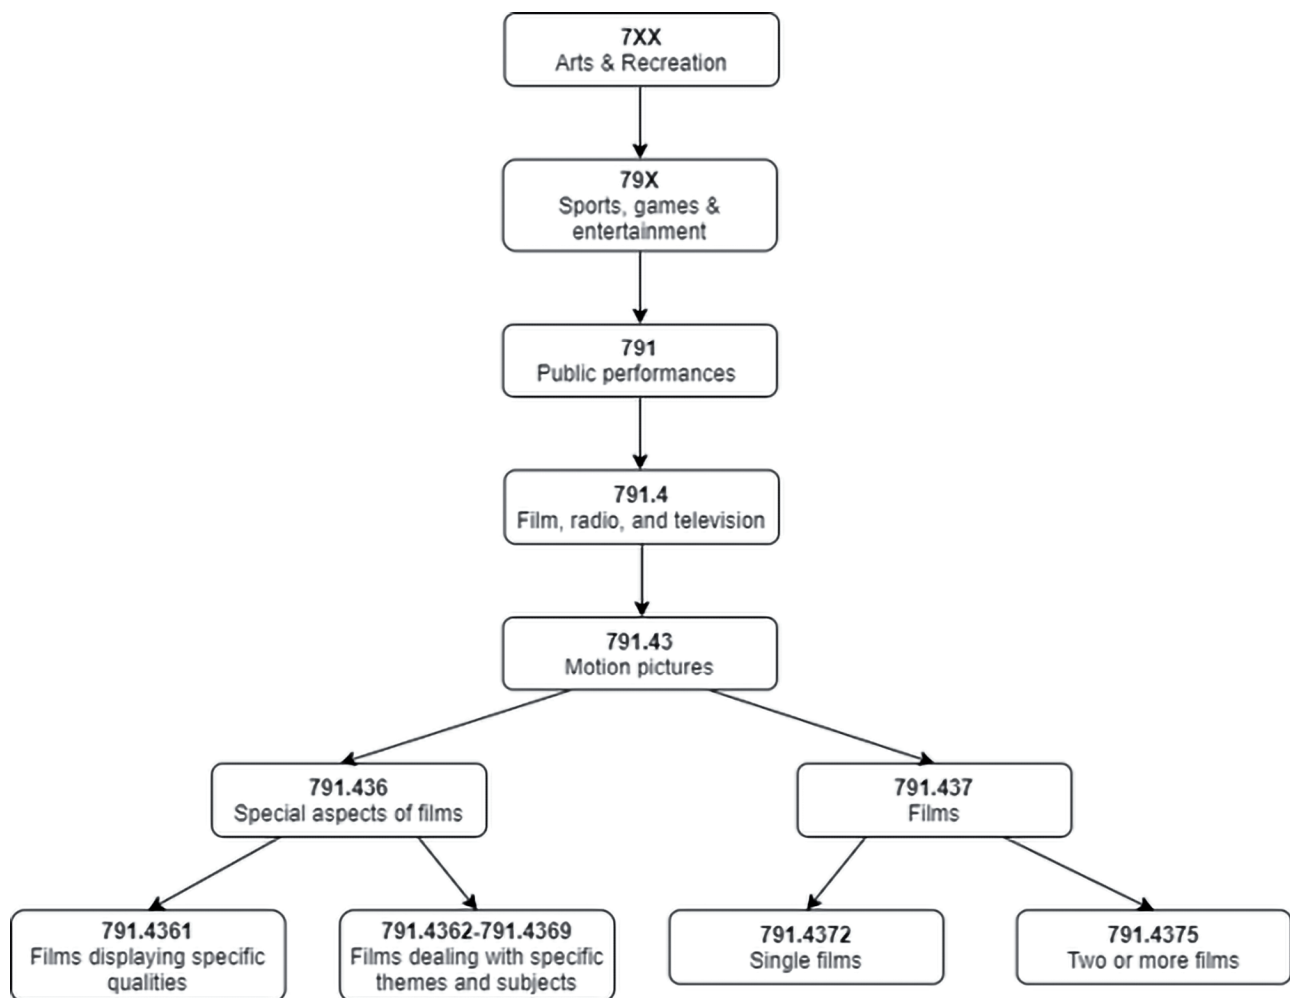 7XX
Arts & Recreation
79X
Sports, games &
entertainment
791
Public performances
791.4
Film, radio, and television
791.43
Motion pictures
791.436
Special aspects of films
791.437
Films
791.4361
Films displaying specific
qualities
791.4362-791.4369
Films dealing with specific
themes and subjects
791.4372
Single films
791.4375
Two or more films